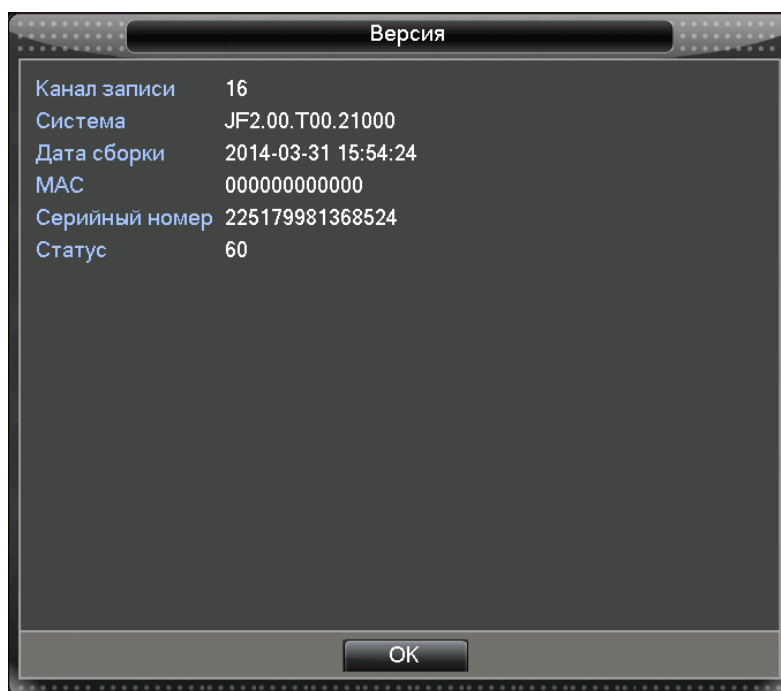 Версия
Канал записи 16
Система JF2.00.T00.21000
Дата сборки 2014-03-31 15:54:24
MAC 000000000000
Серийный номер 225179981368524
Статус 60
OK